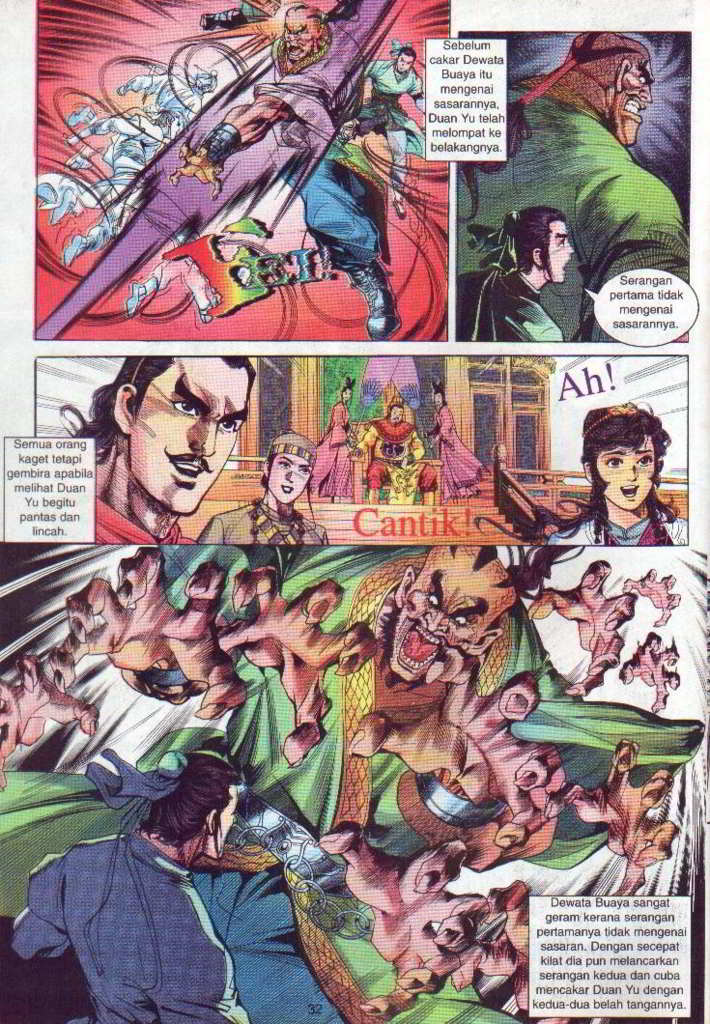 Sebelum
cakar Dewata
Buaya itu
mengenai
sasarannya,
Duan Yu telah
melompat ke
belakangnya.
Serangan
pertama tidak
mengenai
sasarannya.
Semua orang
kaget tetapi
gembira apabila
melihat Duan
Yu begitu
pantas dan
lincah.
Cantik!
Ah!
Dewata Buaya sangat
geram kerana serangan
pertamanya tidak mengenai
sasaran. Dengan secepat
kilat dia pun melancarkan
serangan kedua dan cuba
mencakar Duan Yu dengan
kedua-dua belah tangannya.
32